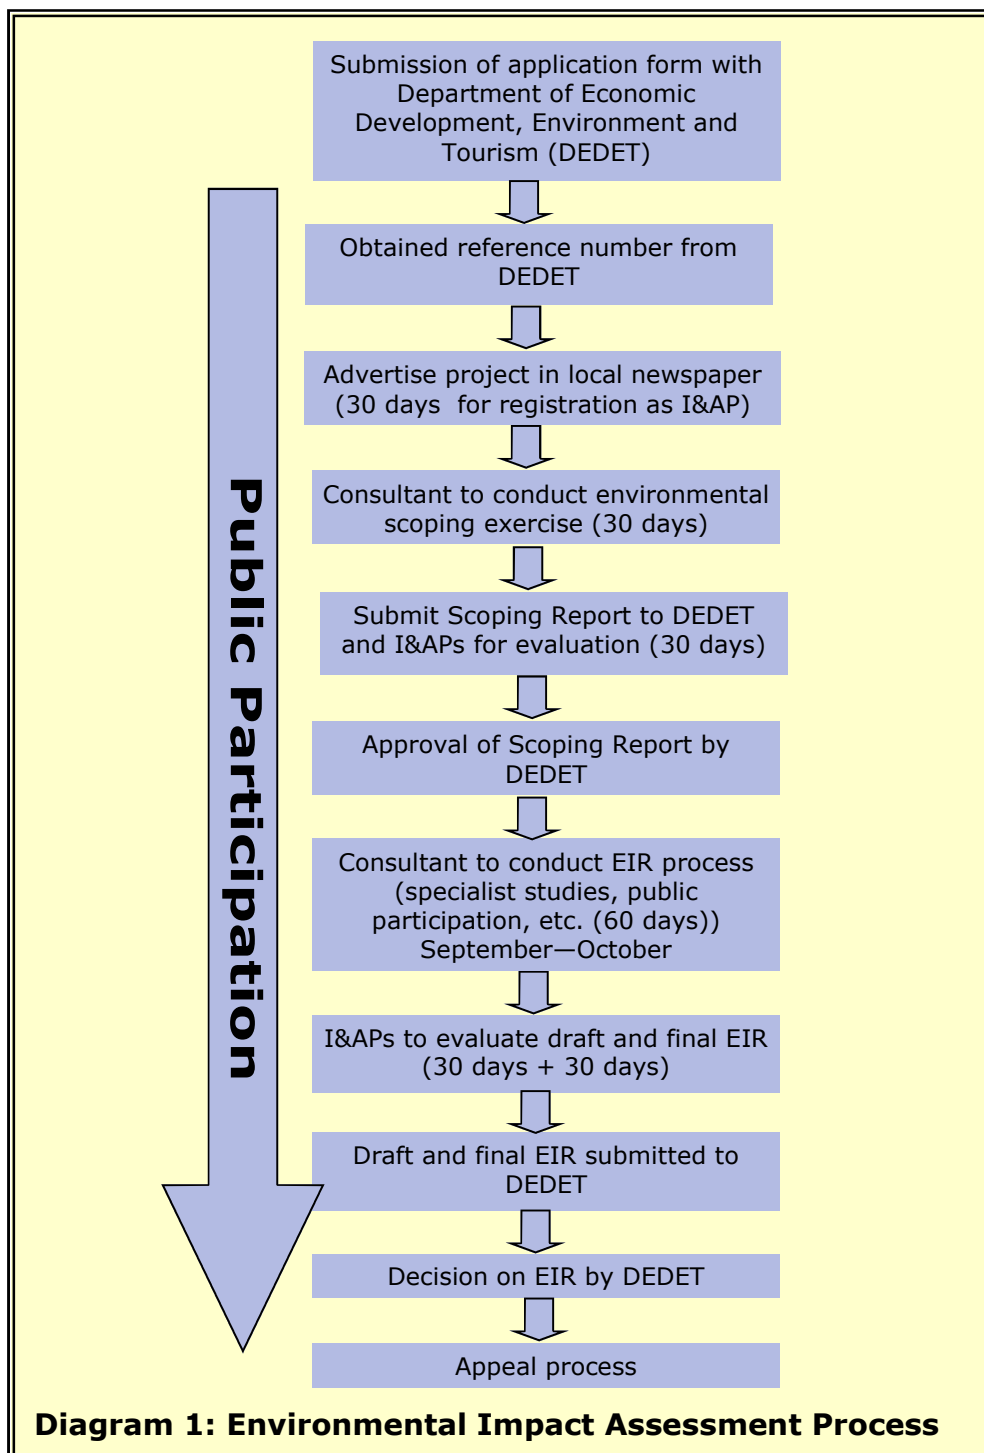 Submission of application form with
Department of Economic
Development, Environment and
Tourism (DEDET)
Obtained reference number from
DEDET
Advertise project in local newspaper
(30 days  for registration as I&AP)
Consultant to conduct environmental
scoping exercise (30 days)
Submit Scoping Report to DEDET
and I&APs for evaluation (30 days)
Approval of Scoping Report by
DEDET
Consultant to conduct EIR process
(specialist studies, public
participation, etc. (60 days))
September—October
I&APs to evaluate draft and final EIR
(30 days + 30 days)
Draft and final EIR submitted to
DEDET
Decision on EIR by DEDET
Appeal process
Public Participation
Diagram 1: Environmental Impact Assessment Process